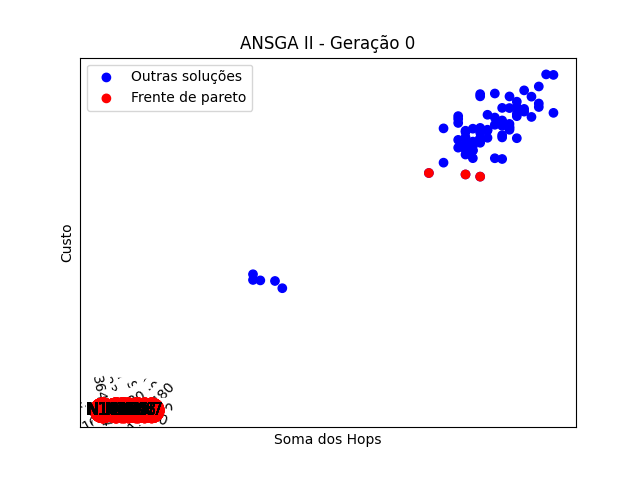 ANSGA II - Geração 0
Outras soluções
Frente de pareto
Custo
Soma dos Hops